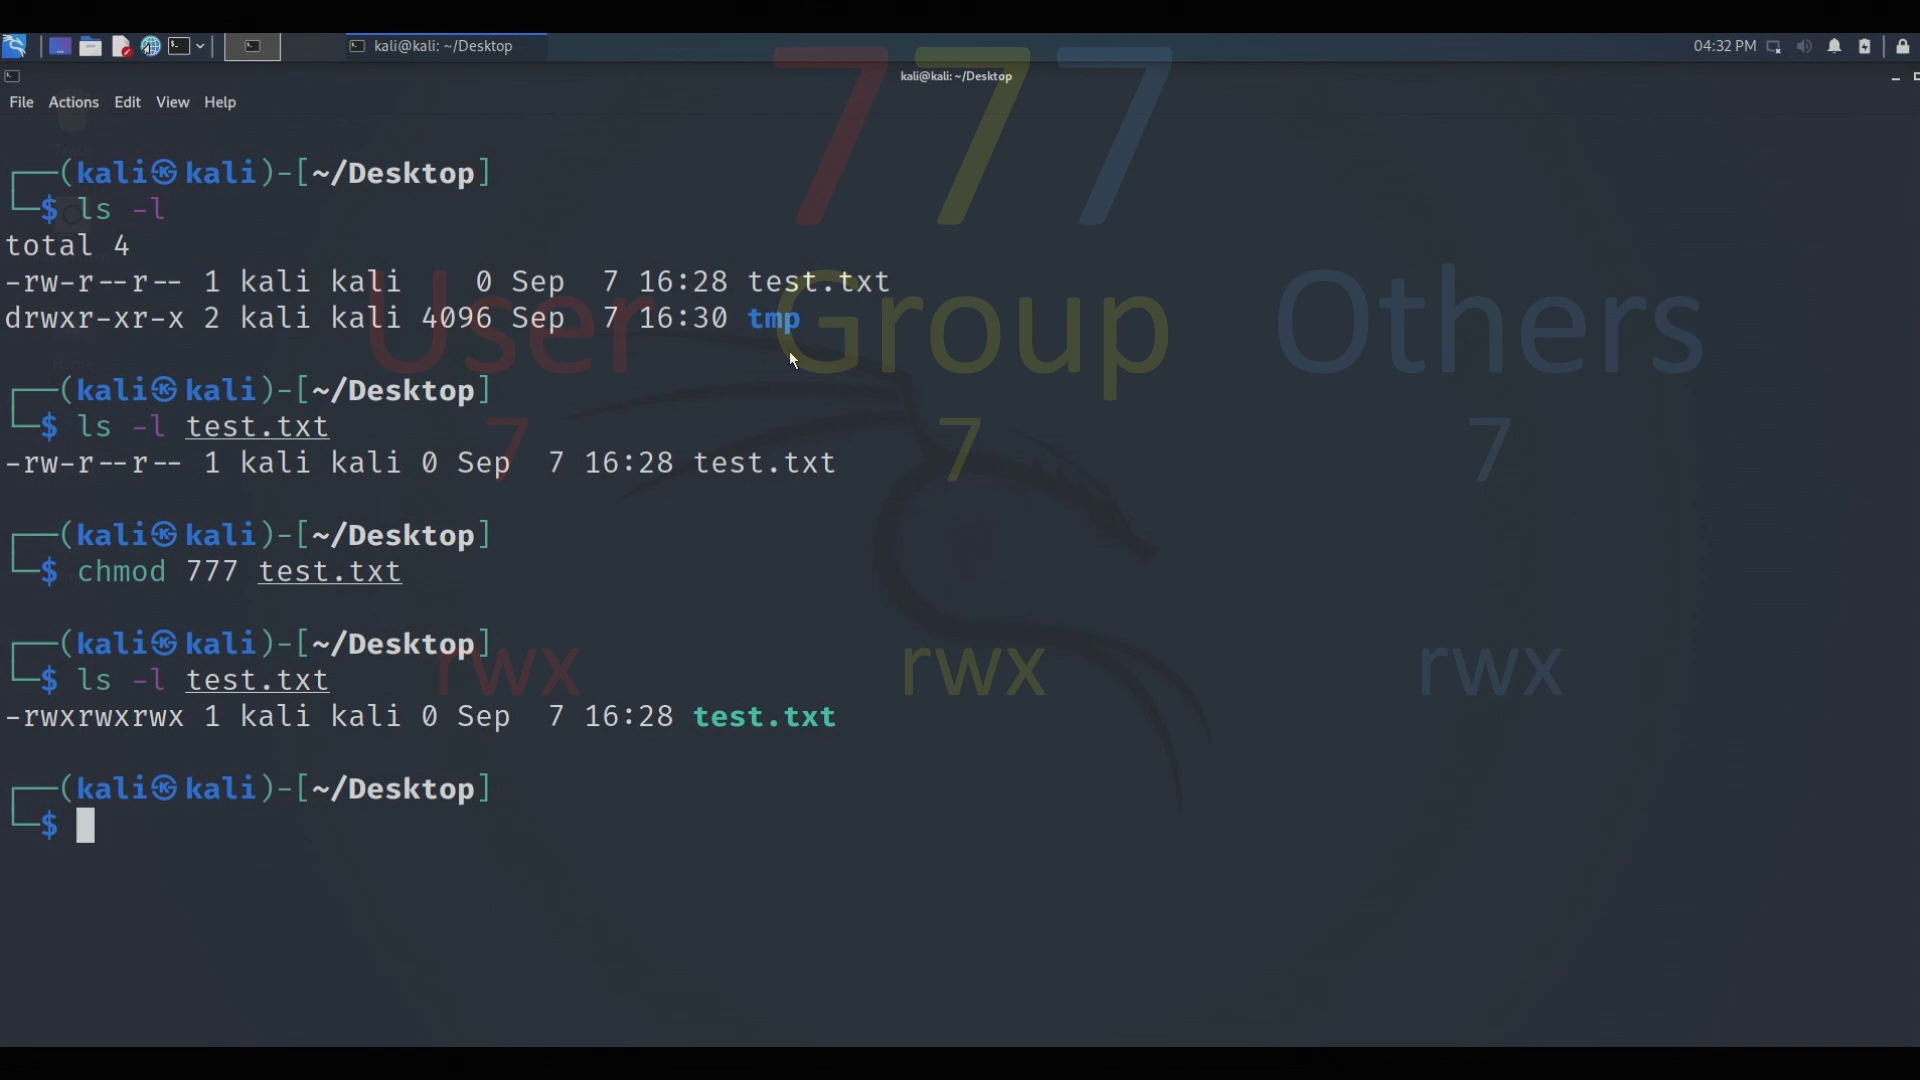 kali@kali: ~/Desktop
04:32 PM
kali@kali: ~/Desktop
File Actions Edit View Help
777
User Group Others
7 7 7
rwx rwx rwx
┌──(kali㉿kali)-[~/Desktop]
└─$ ls -l
total 4
-rw-r--r-- 1 kali kali    0 Sep  7 16:28 test.txt
drwxr-xr-x 2 kali kali 4096 Sep  7 16:30 tmp
┌──(kali㉿kali)-[~/Desktop]
└─$ ls -l test.txt
-rw-r--r-- 1 kali kali 0 Sep  7 16:28 test.txt
┌──(kali㉿kali)-[~/Desktop]
└─$ chmod 777 test.txt
┌──(kali㉿kali)-[~/Desktop]
└─$ ls -l test.txt
-rwxrwxrwx 1 kali kali 0 Sep  7 16:28 test.txt
┌──(kali㉿kali)-[~/Desktop]
└─$